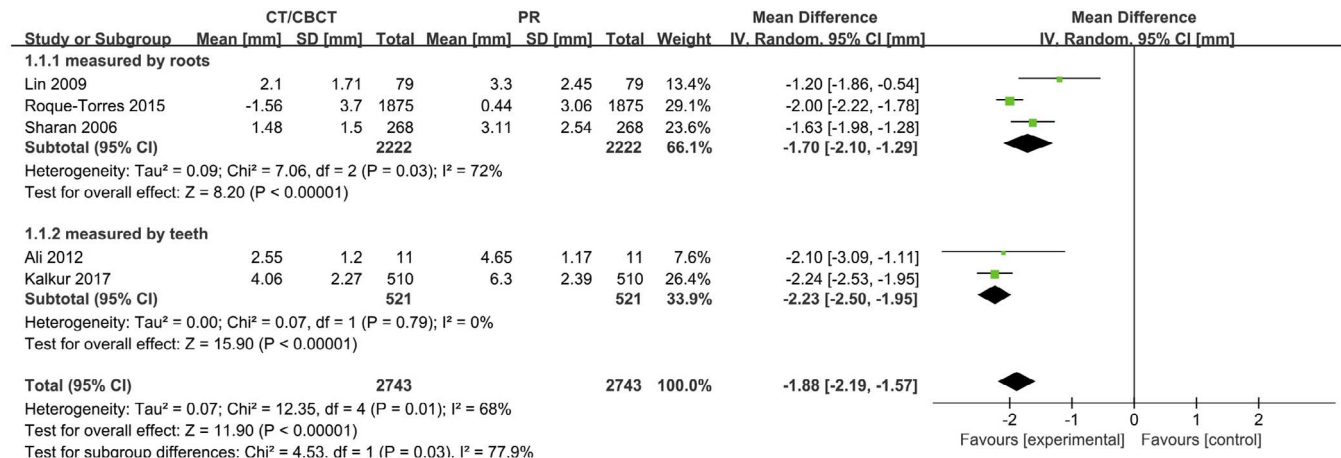 CT/CBCT PR Mean Difference Mean Difference
Study or Subgroup Mean [mm] SD [mm] Total Mean [mm] SD [mm] Total Weight IV, Random, 95% CI [mm] IV, Random, 95% CI [mm]
1.1.1 measured by roots
Lin 2009 2.1 1.71 79 3.3 2.45 79 13.4% -1.20 [-1.86, -0.54]
Roque-Torres 2015 -1.56 3.7 1875 0.44 3.06 1875 29.1% -2.00 [-2.22, -1.78]
Sharan 2006 1.48 1.5 268 3.11 2.54 268 23.6% -1.63 [-1.98, -1.28]
Subtotal (95% CI) 2222 2222 66.1% -1.70 [-2.10, -1.29]
Heterogeneity: Tau² = 0.09; Chi² = 7.06, df = 2 (P = 0.03); I² = 72%
Test for overall effect: Z = 8.20 (P < 0.00001)
1.1.2 measured by teeth
Ali 2012 2.55 1.2 11 4.65 1.17 11 7.6% -2.10 [-3.09, -1.11]
Kalkur 2017 4.06 2.27 510 6.3 2.39 510 26.4% -2.24 [-2.53, -1.95]
Subtotal (95% CI) 521 521 33.9% -2.23 [-2.50, -1.95]
Heterogeneity: Tau² = 0.00; Chi² = 0.07, df = 1 (P = 0.79); I² = 0%
Test for overall effect: Z = 15.90 (P < 0.00001)
Total (95% CI) 2743 2743 100.0% -1.88 [-2.19, -1.57]
Heterogeneity: Tau² = 0.07; Chi² = 12.35, df = 4 (P = 0.01); I² = 68%
Test for overall effect: Z = 11.90 (P < 0.00001)
Test for subgroup differences: Chi² = 4.53, df = 1 (P = 0.03), I² = 77.9%
-2 -1 0 1 2
Favours [experimental] Favours [control]